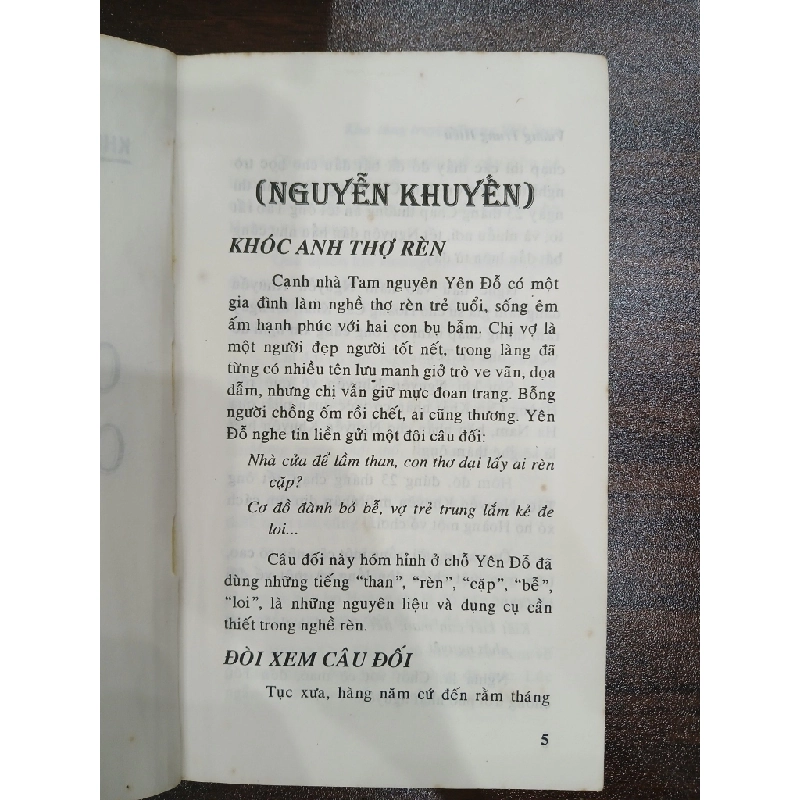 (NGUYỄN KHUYẾN)
KHÓC ANH THỢ RÈN
Cạnh nhà Tam nguyên Yên Đỗ có một
gia đình làm nghề thợ rèn trẻ tuổi, sống êm
ấm hạnh phúc với hai con bụ bẫm. Chị vợ là
một người đẹp người tốt nết, trong làng đã
từng có nhiều tên lưu manh giở trò ve vãn, dọa
dẫm, nhưng chị vẫn giữ mực đoan trang. Bỗng
người chồng ốm rồi chết, ai cũng thương. Yên
Đỗ nghe tin liền gửi một đôi câu đối:
Nhà cửa để lầm than, con thơ dại lấy ai rèn
cặp?
Cơ đồ đành bỏ bễ, vợ trẻ trung lắm kẻ đe
loi...
Câu đối này hóm hỉnh ở chỗ Yên Dỗ đã
dùng những tiếng “than”, “rèn”, “cặp”, “bễ”,
“loi”, là những nguyên liệu và dụng cụ cần
thiết trong nghề rèn.
ĐÒI XEM CÂU ĐỐI
Tục xưa, hàng năm cứ đến rằm tháng
5